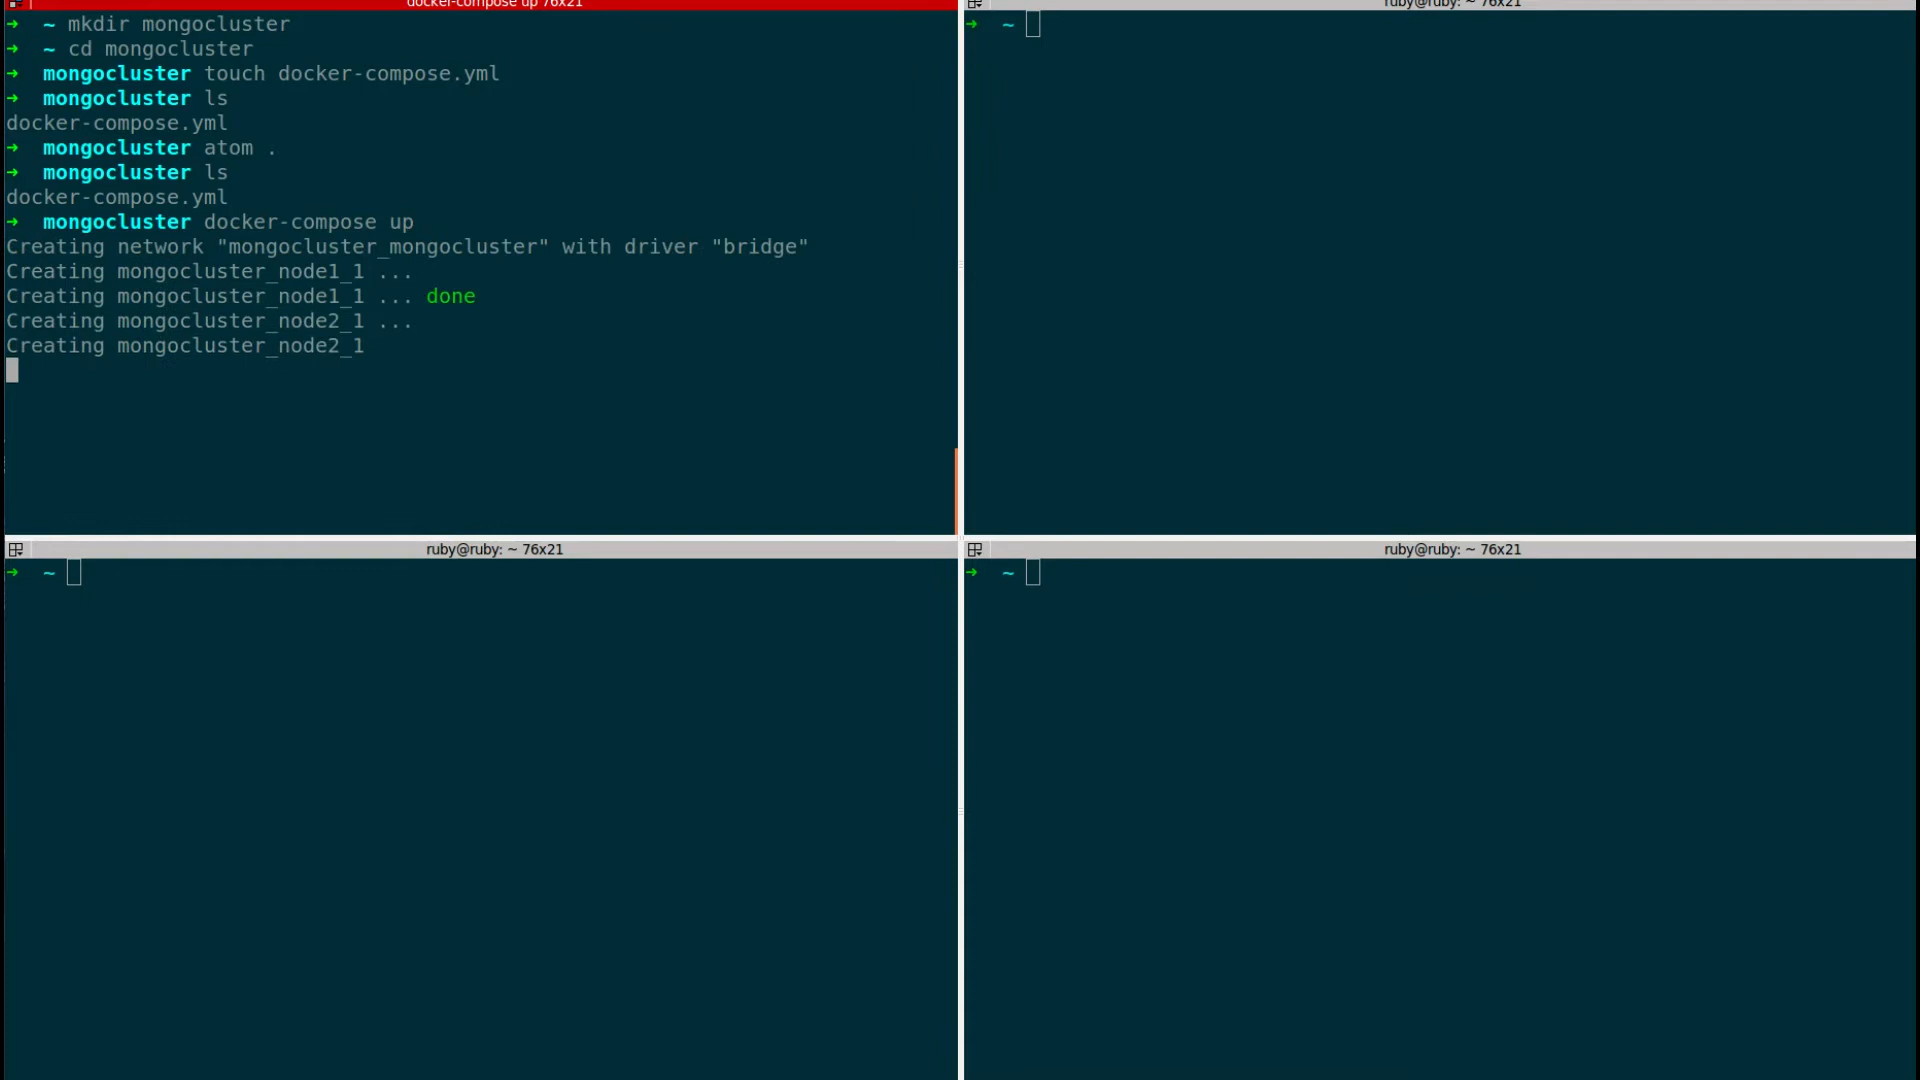 docker-compose up 76x21
➜  ~ mkdir mongocluster
➜  ~ cd mongocluster
➜  mongocluster touch docker-compose.yml
➜  mongocluster ls
docker-compose.yml
➜  mongocluster atom .
➜  mongocluster ls
docker-compose.yml
➜  mongocluster docker-compose up
Creating network "mongocluster_mongocluster" with driver "bridge"
Creating mongocluster_node1_1 ...
Creating mongocluster_node1_1 ... done
Creating mongocluster_node2_1 ...
Creating mongocluster_node2_1
ruby@ruby: ~ 76x21
➜  ~
ruby@ruby: ~ 76x21
➜  ~
ruby@ruby: ~ 76x21
➜  ~